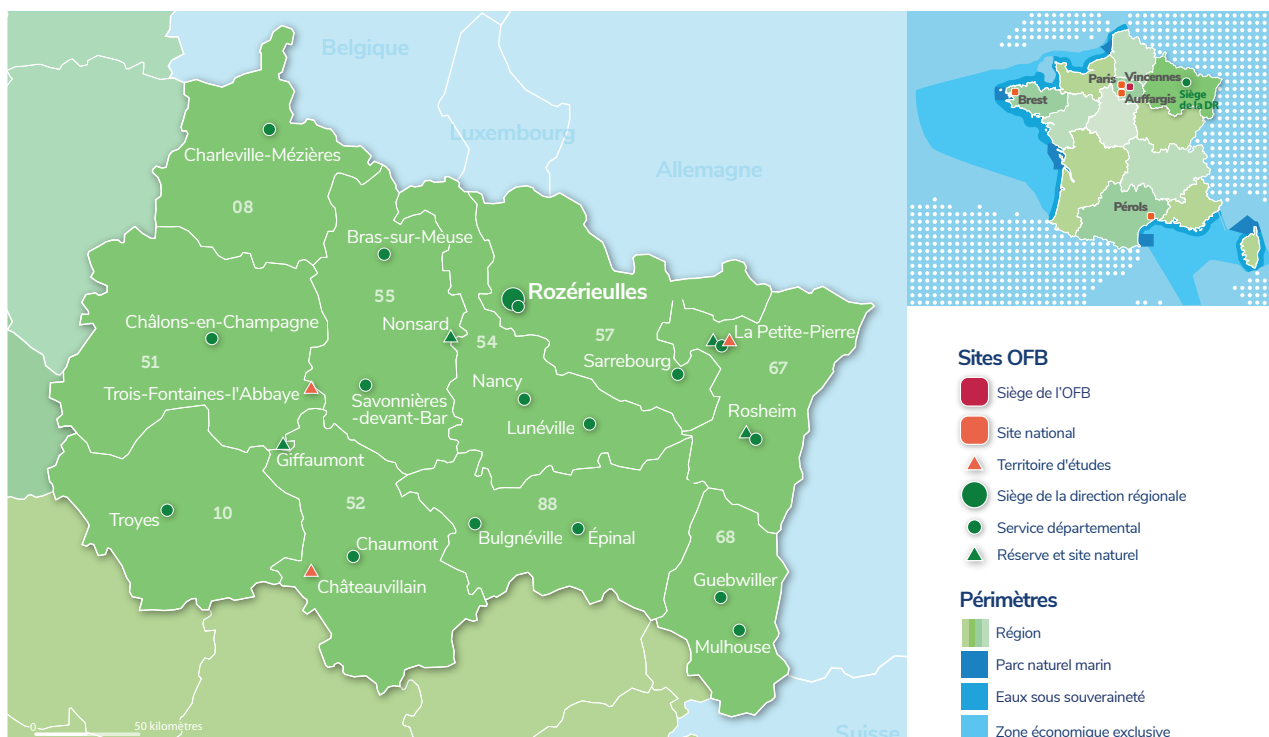 Belgique
Luxembourg
Allemagne
Suisse
Charleville-Mézières
08
Bras-sur-Meuse
55
Rozérieulles
Châlons-en-Champagne
51
Nonsard
54
57
La Petite-Pierre
Sarrebourg
67
Trois-Fontaines-l'Abbaye
Savonnières
-devant-Bar
Nancy
Lunéville
Rosheim
Giffaumont
Troyes
10
52
88
Bulgnéville
Épinal
68
Chaumont
Châteauvillain
Guebwiller
Mulhouse
0
50 kilomètres
Paris
Vincennes
Brest
Auffargis
Siège
de la DR
Pérols
Sites OFB
Siège de l'OFB
Site national
Territoire d'études
Siège de la direction régionale
Service départemental
Réserve et site naturel
Périmètres
Région
Parc naturel marin
Eaux sous souveraineté
Zone économique exclusive